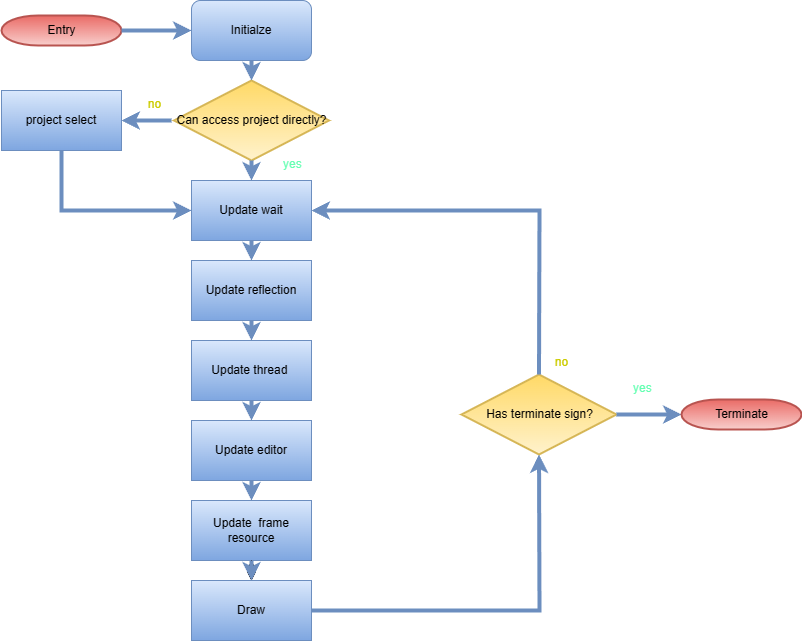 Entry
Initialze
Can access project directly?
no
project select
yes
Update wait
Update reflection
Update thread
Update editor
Update  frame
resource
Draw
no
Has terminate sign?
yes
Terminate